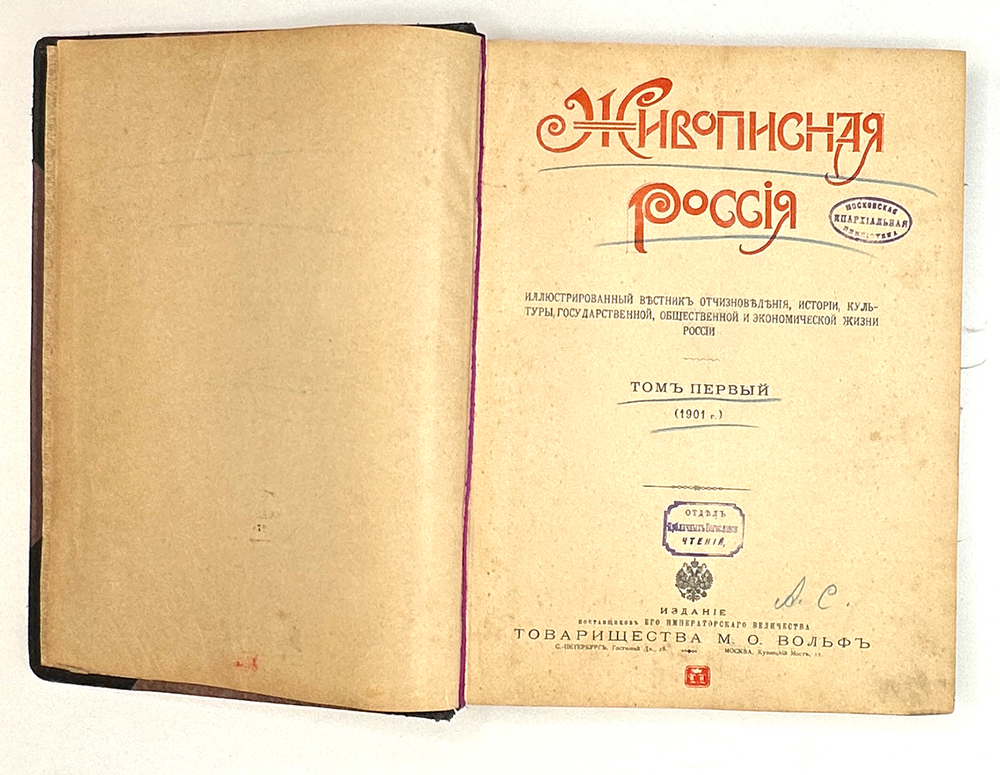 Живописная
Россія
МОСКОВСКАЯ
ЕПАРХІАЛЬНАЯ
БИБЛІОТЕКА
ИЛЛЮСТРИРОВАННЫЙ ВѢСТНИКЪ ОТЧИЗНОВѢДѢНІЯ, ИСТОРІИ, КУЛЬ-
ТУРЫ, ГОСУДАРСТВЕННОЙ, ОБЩЕСТВЕННОЙ И ЭКОНОМИЧЕСКОЙ ЖИЗНИ
РОССІИ
ТОМЪ ПЕРВЫЙ
(1901 г.)
ОТДѢЛЪ
ЧТЕНІЙ,
А. С.
ИЗДАНІЕ
ПОСТАВЩИКОВЪ ЕГО ИМПЕРАТОРСКАГО ВЕЛИЧЕСТВА
ТОВАРИЩЕСТВА М. О. ВОЛЬФЪ
С.-ПЕТЕРБУРГЪ, Гостиный Дв., 18. МОСКВА, Кузнецкій Мостъ, 12.